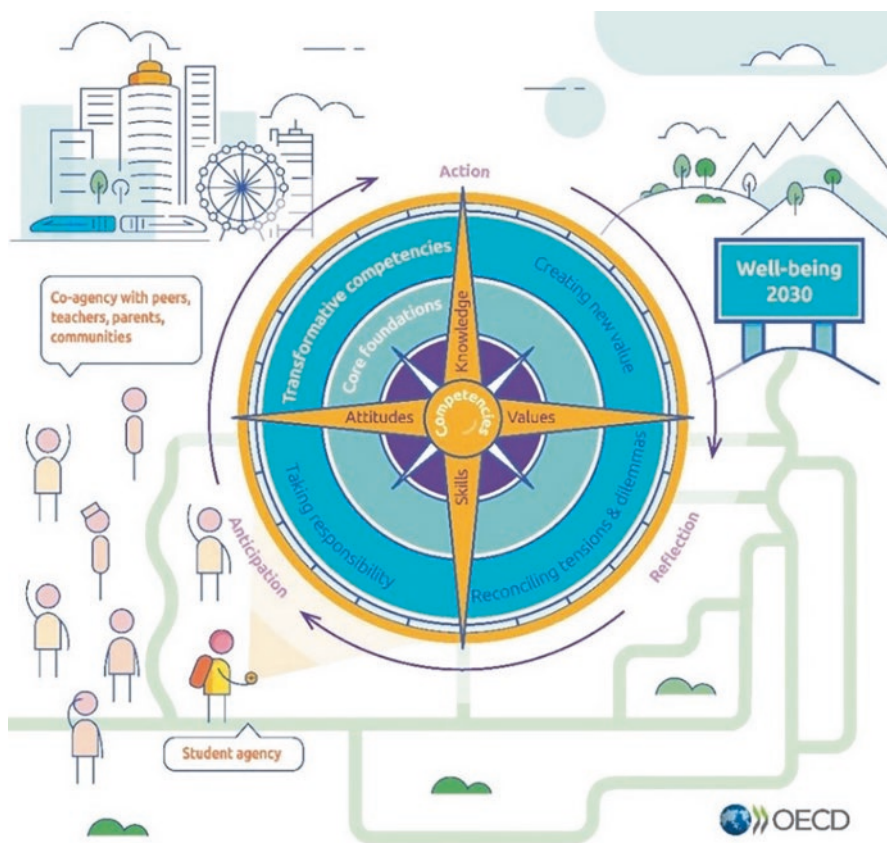 Action
Well-being
2030
Co-agency with peers,
teachers, parents,
communities
Transformative competencies
Creating new value
Core foundations
Knowledge
Attitudes
Competencies
Values
Skills
Taking responsibility
Reconciling tensions & dilemmas
Anticipation
Reflection
Student agency
OECD